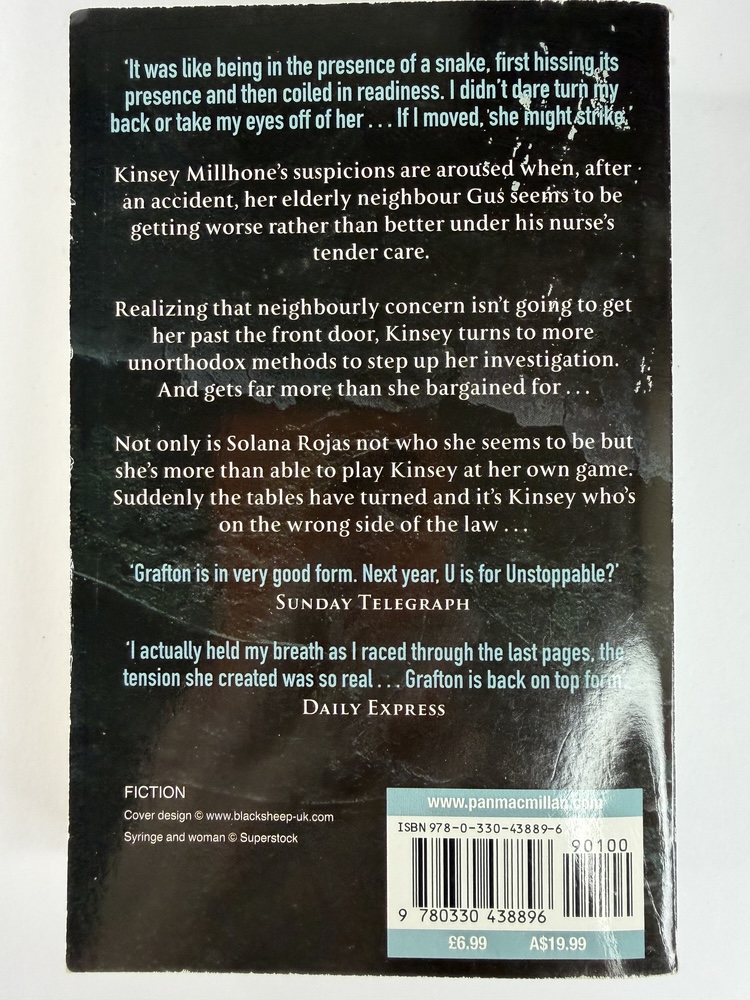 ‘It was like being in the presence of a snake, first hissing its
presence and then coiled in readiness. I didn’t dare turn my
back or take my eyes off of her . . . If I moved, she might strike.’
Kinsey Millhone’s suspicions are aroused when, after
an accident, her elderly neighbour Gus seems to be
getting worse rather than better under his nurse’s
tender care.
Realizing that neighbourly concern isn’t going to get
her past the front door, Kinsey turns to more
unorthodox methods to step up her investigation.
And gets far more than she bargained for . . .
Not only is Solana Rojas not who she seems to be but
she’s more than able to play Kinsey at her own game.
Suddenly the tables have turned and it’s Kinsey who’s
on the wrong side of the law . . .
‘Grafton is in very good form. Next year, U is for Unstoppable?’
SUNDAY TELEGRAPH
‘I actually held my breath as I raced through the last pages, the
tension she created was so real . . . Grafton is back on top form.
DAILY EXPRESS
FICTION
Cover design © www.blacksheep-uk.com
Syringe and woman © Superstock
www.panmacmillan.com
ISBN 978-0-330-43889-6
90100
9 780330 438896
£6.99 A$19.99